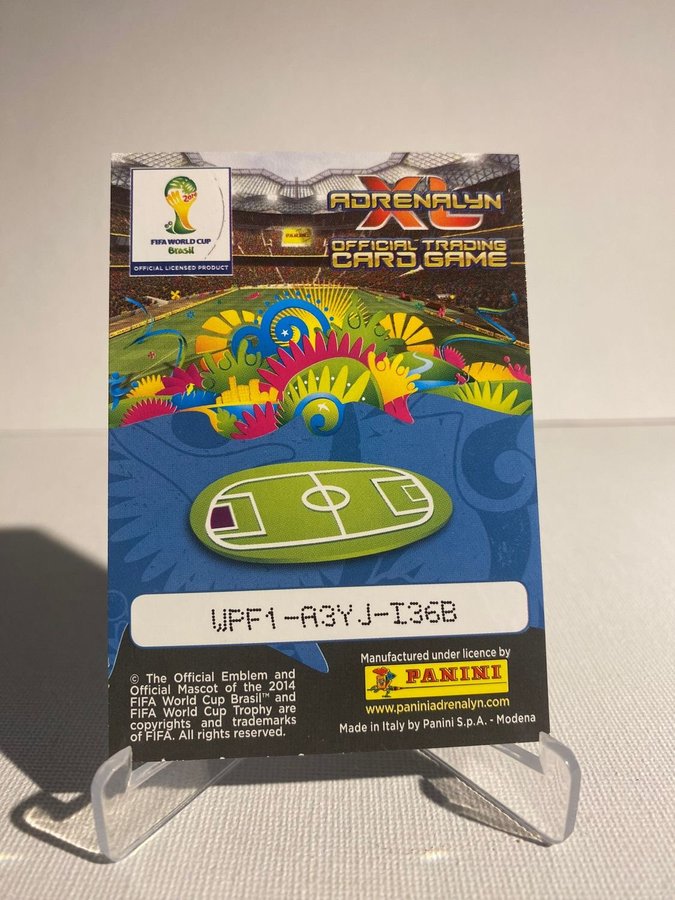 2014
FIFA WORLD CUP
Brasil
OFFICIAL LICENSED PRODUCT
ADRENALYN XL
OFFICIAL TRADING
CARD GAME
PANINI
WPF1-A3YJ-I36B
© The Official Emblem and
Official Mascot of the 2014
FIFA World Cup Brasil™ and
FIFA World Cup Trophy are
copyrights and trademarks
of FIFA. All rights reserved.
Manufactured under licence by
PANINI
www.paniniadrenalyn.com
Made in Italy by Panini S.p.A. - Modena